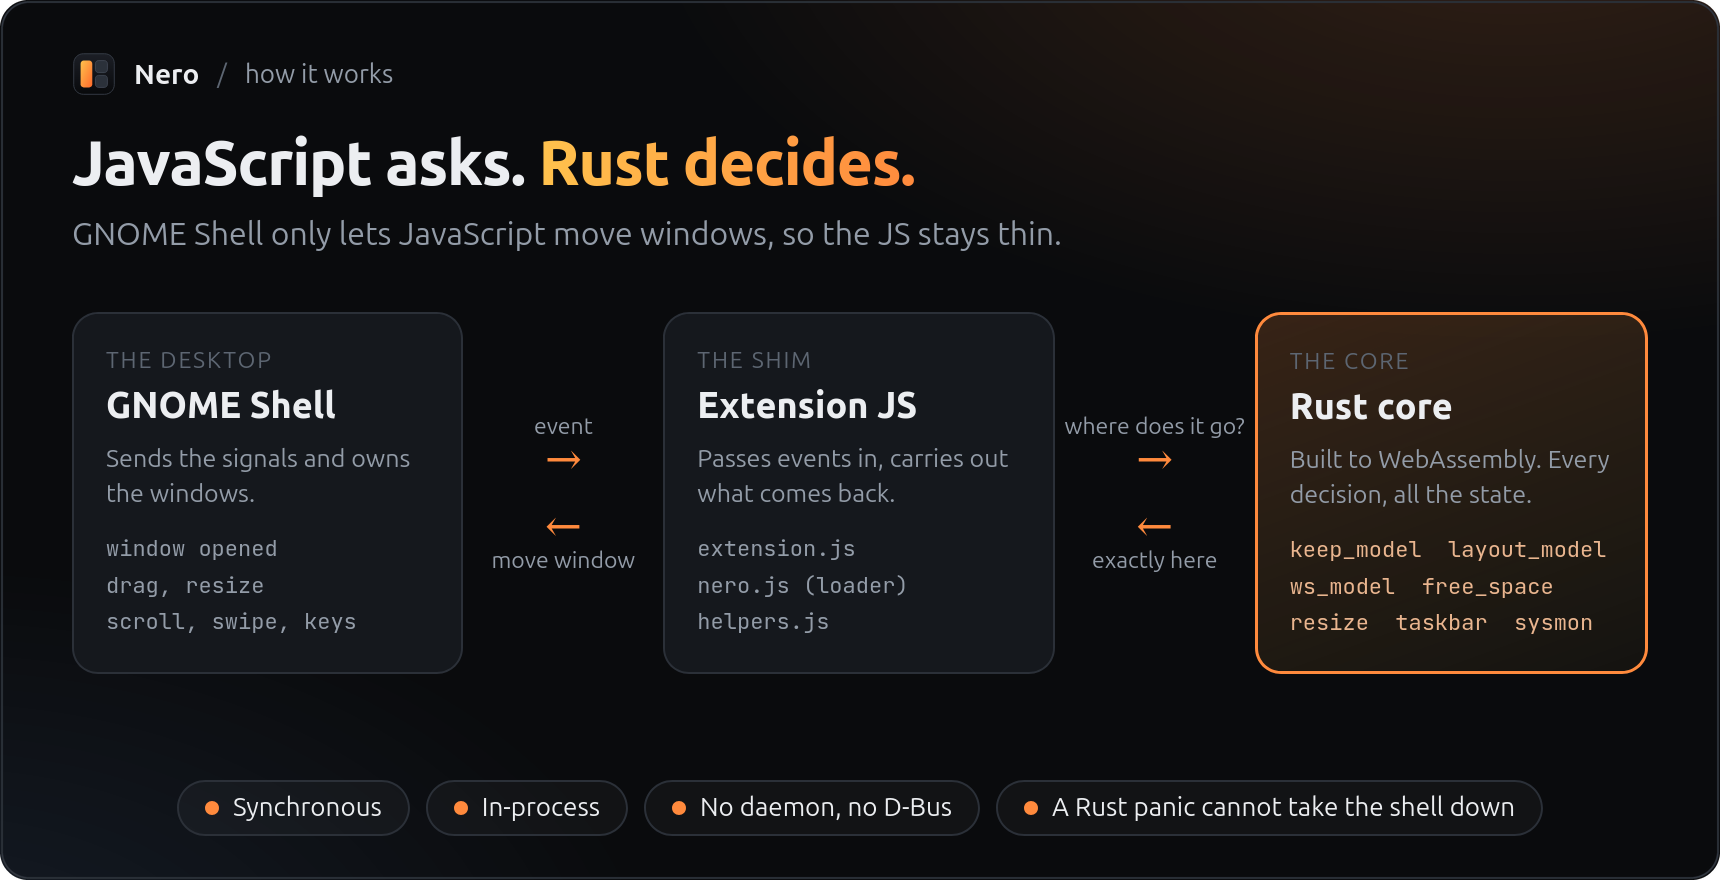 Nero / how it works
JavaScript asks. Rust decides.
GNOME Shell only lets JavaScript move windows, so the JS stays thin.
THE DESKTOP
GNOME Shell
Sends the signals and owns
the windows.
window opened
drag, resize
scroll, swipe, keys
event
→
←
move window
THE SHIM
Extension JS
Passes events in, carries out
what comes back.
extension.js
nero.js (loader)
helpers.js
where does it go?
→
←
exactly here
THE CORE
Rust core
Built to WebAssembly. Every
decision, all the state.
keep_model layout_model
ws_model free_space
resize taskbar sysmon
Synchronous
In-process
No daemon, no D-Bus
A Rust panic cannot take the shell down